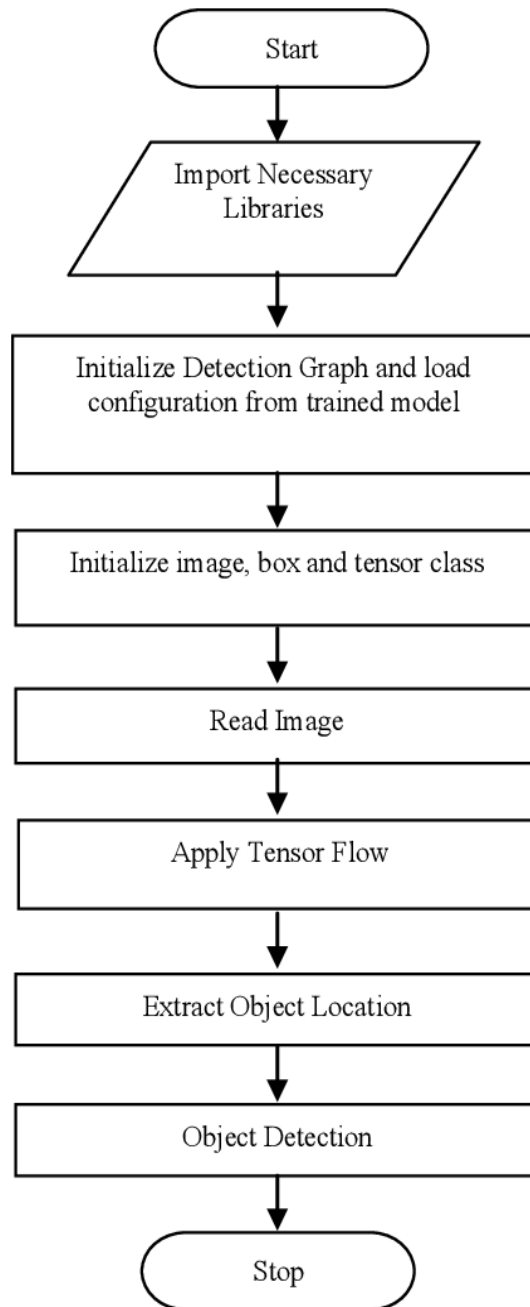 Start
Import Necessary
Libraries
Initialize Detection Graph and load
configuration from trained model
Initialize image, box and tensor class
Read Image
Apply Tensor Flow
Extract Object Location
Object Detection
Stop